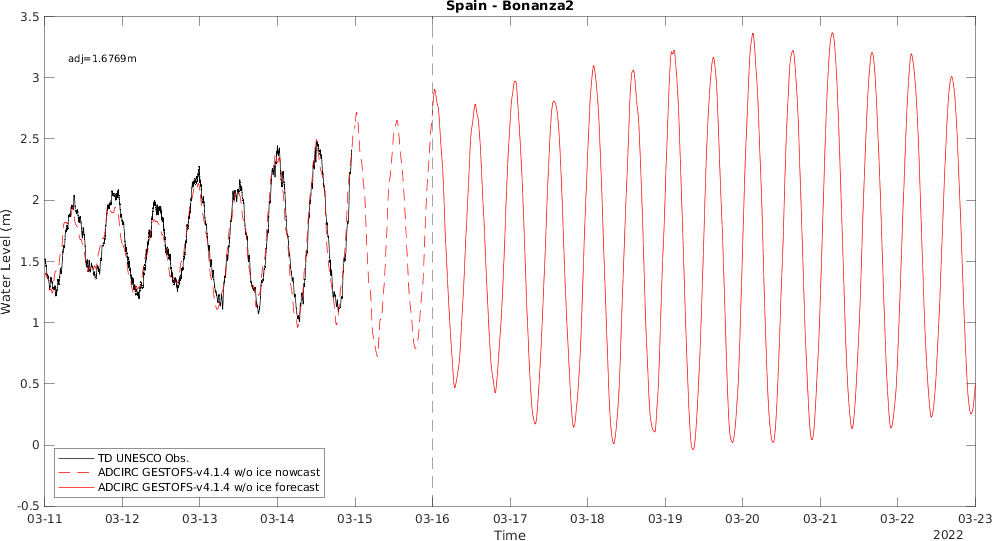 Spain - Bonanza2
adj=1.6769m
3.5
3
2.5
2
1.5
1
0.5
0
-0.5
Water Level (m)
TD UNESCO Obs.
ADCIRC GESTOFS-v4.1.4 w/o ice nowcast
ADCIRC GESTOFS-v4.1.4 w/o ice forecast
03-11 03-12 03-13 03-14 03-15 03-16 03-17 03-18 03-19 03-20 03-21 03-22 03-23
Time
2022